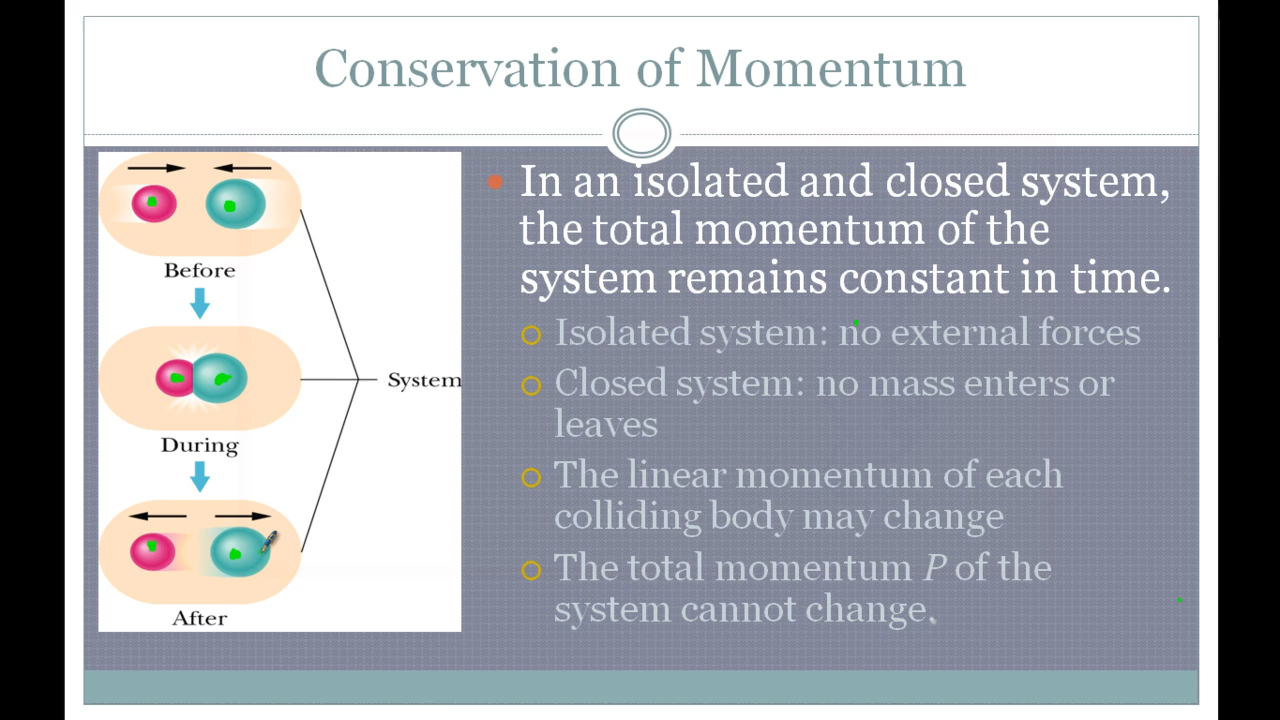 Conservation of Momentum
Before
During
After
System
In an isolated and closed system,
the total momentum of the
system remains constant in time.
Isolated system: no external forces
Closed system: no mass enters or
leaves
The linear momentum of each
colliding body may change
The total momentum P of the
system cannot change.